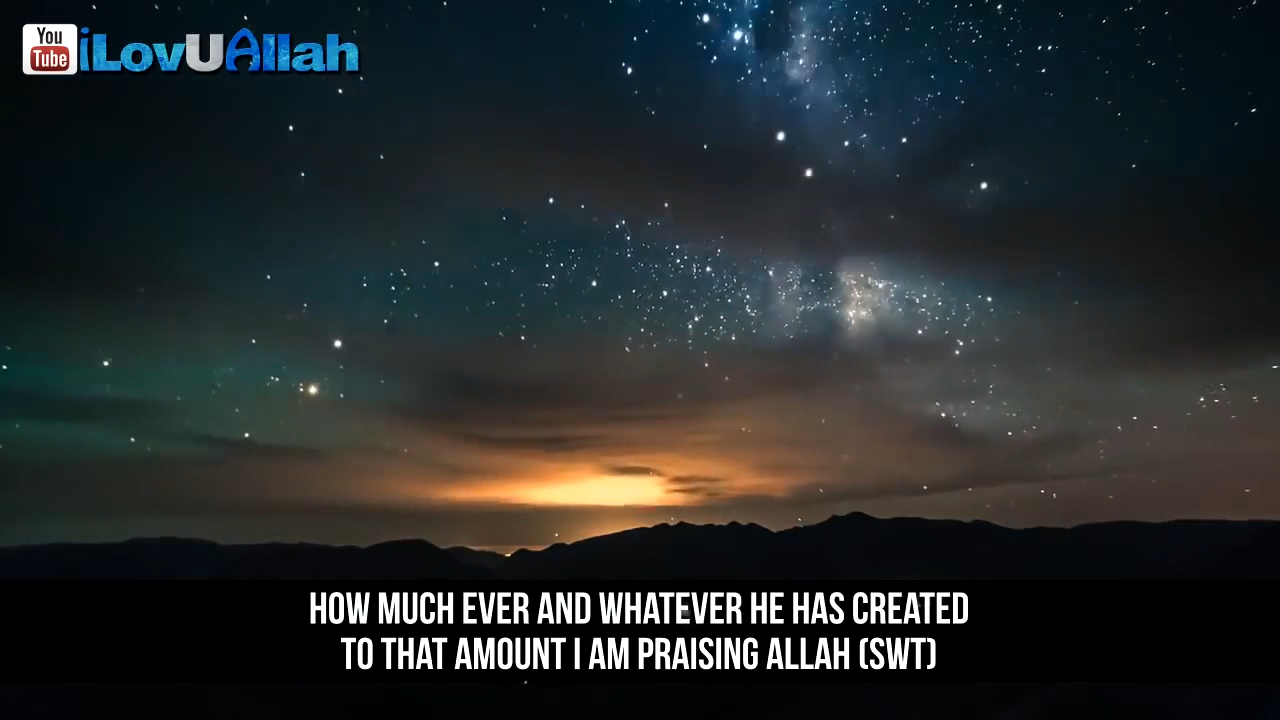 You
Tube
iLovUAllah
HOW MUCH EVER AND WHATEVER HE HAS CREATED
TO THAT AMOUNT I AM PRAISING ALLAH (SWT)